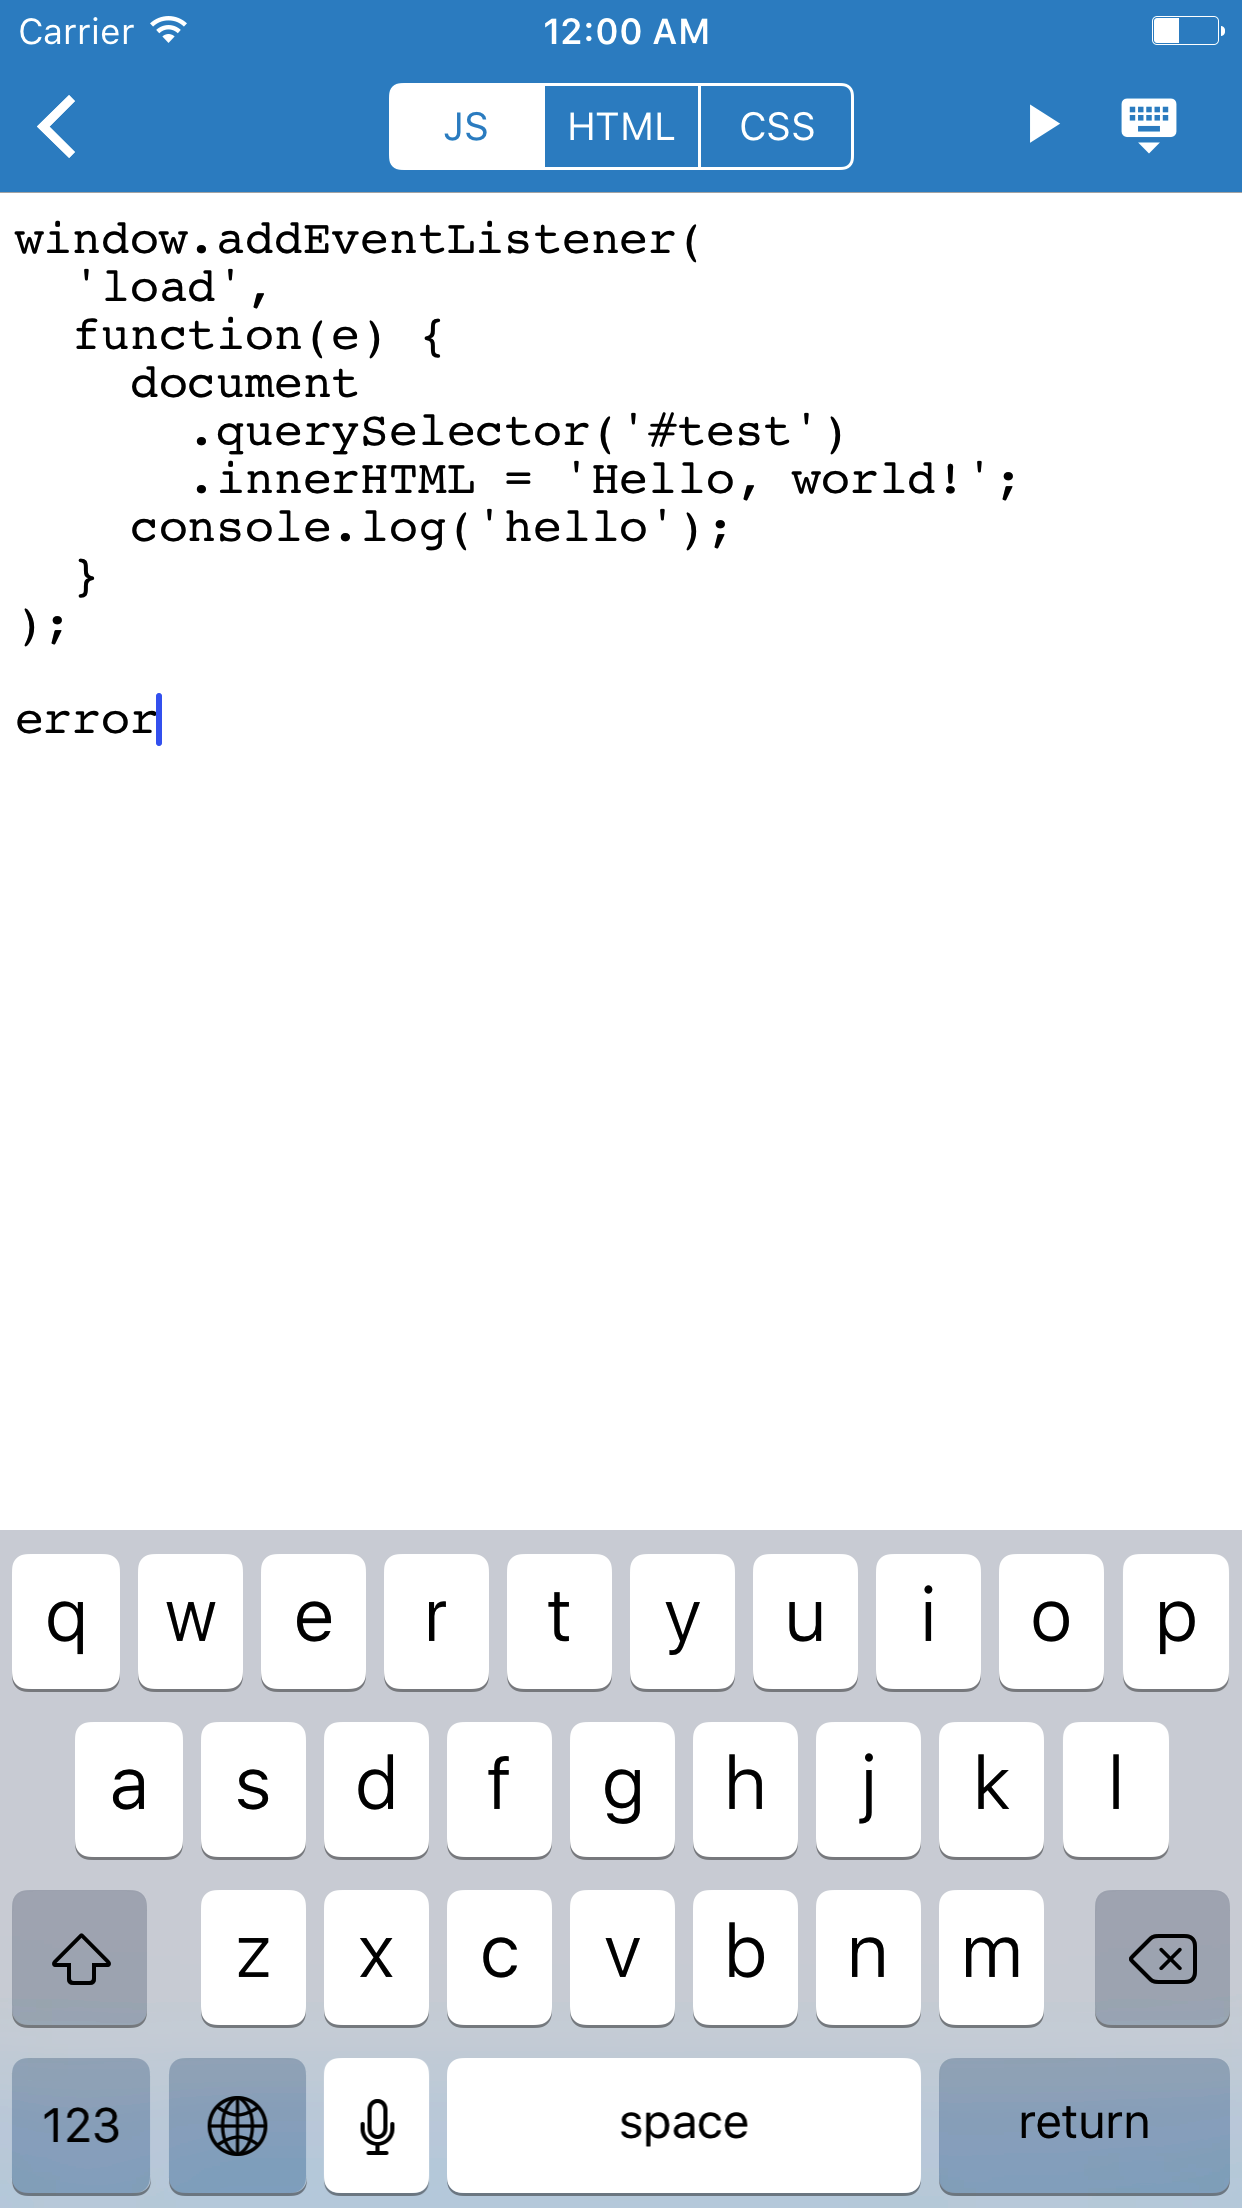 Carrier 12:00 AM
JS HTML CSS
window.addEventListener(
  'load',
  function(e) {
    document
      .querySelector('#test')
      .innerHTML = 'Hello, world!';
    console.log('hello');
  }
);

error
q w e r t y u i o p
a s d f g h j k l
z x c v b n m
123 space return